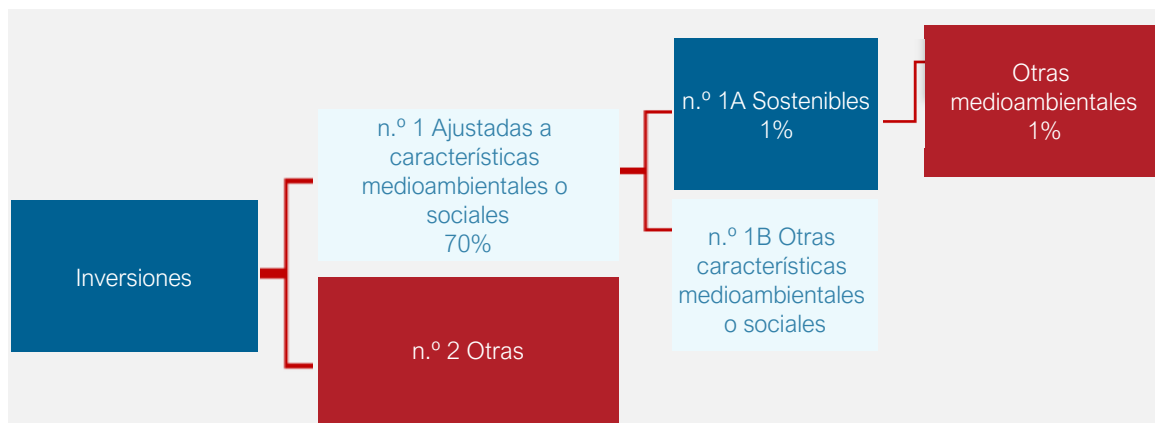 Inversiones
n.º 1 Ajustadas a
características
medioambientales o
sociales
70%
n.º 2 Otras
n.º 1A Sostenibles
1%
n.º 1B Otras
características
medioambientales
o sociales
Otras
medioambientales
1%